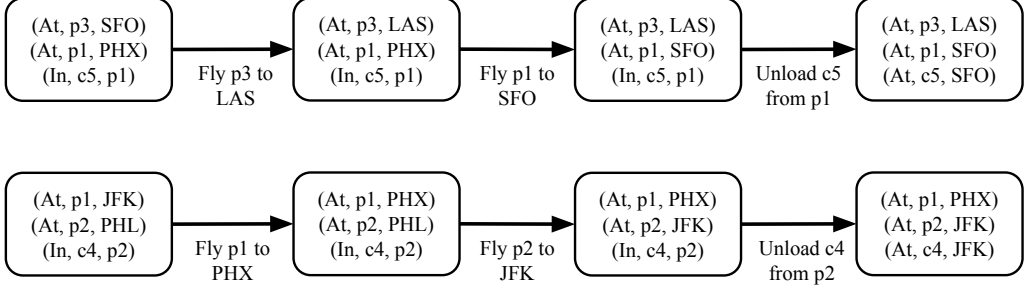 (At, p3, SFO)
(At, p1, PHX)
(In, c5, p1)
Fly p3 to
LAS
(At, p3, LAS)
(At, p1, PHX)
(In, c5, p1)
Fly p1 to
SFO
(At, p3, LAS)
(At, p1, SFO)
(In, c5, p1)
Unload c5
from p1
(At, p3, LAS)
(At, p1, SFO)
(At, c5, SFO)
(At, p1, JFK)
(At, p2, PHL)
(In, c4, p2)
Fly p1 to
PHX
(At, p1, PHX)
(At, p2, PHL)
(In, c4, p2)
Fly p2 to
JFK
(At, p1, PHX)
(At, p2, JFK)
(In, c4, p2)
Unload c4
from p2
(At, p1, PHX)
(At, p2, JFK)
(At, c4, JFK)